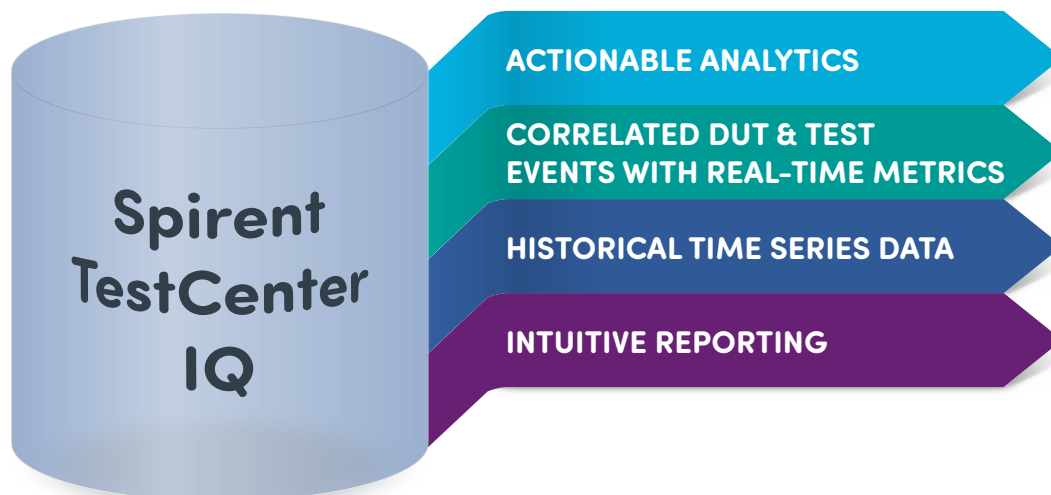 Spirent
TestCenter
IQ
ACTIONABLE ANALYTICS
CORRELATED DUT & TEST
EVENTS WITH REAL-TIME METRICS
HISTORICAL TIME SERIES DATA
INTUITIVE REPORTING